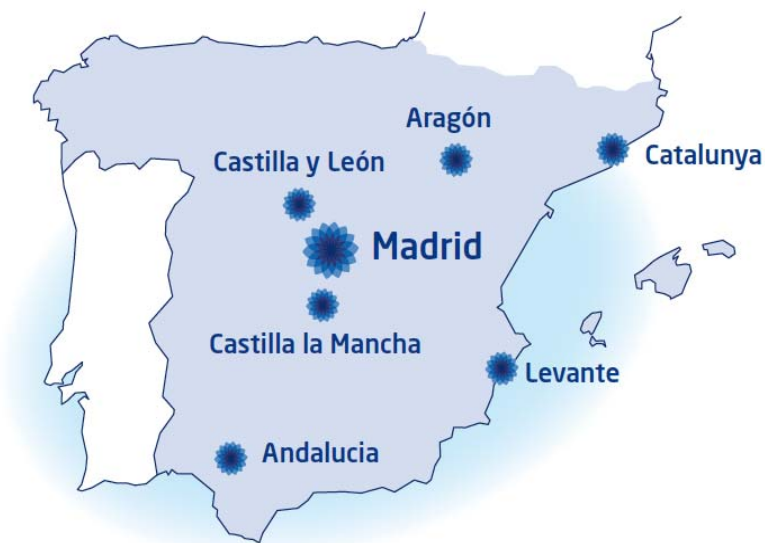 Aragón
Catalunya
Castilla y León
Madrid
Castilla la Mancha
Levante
Andalucia